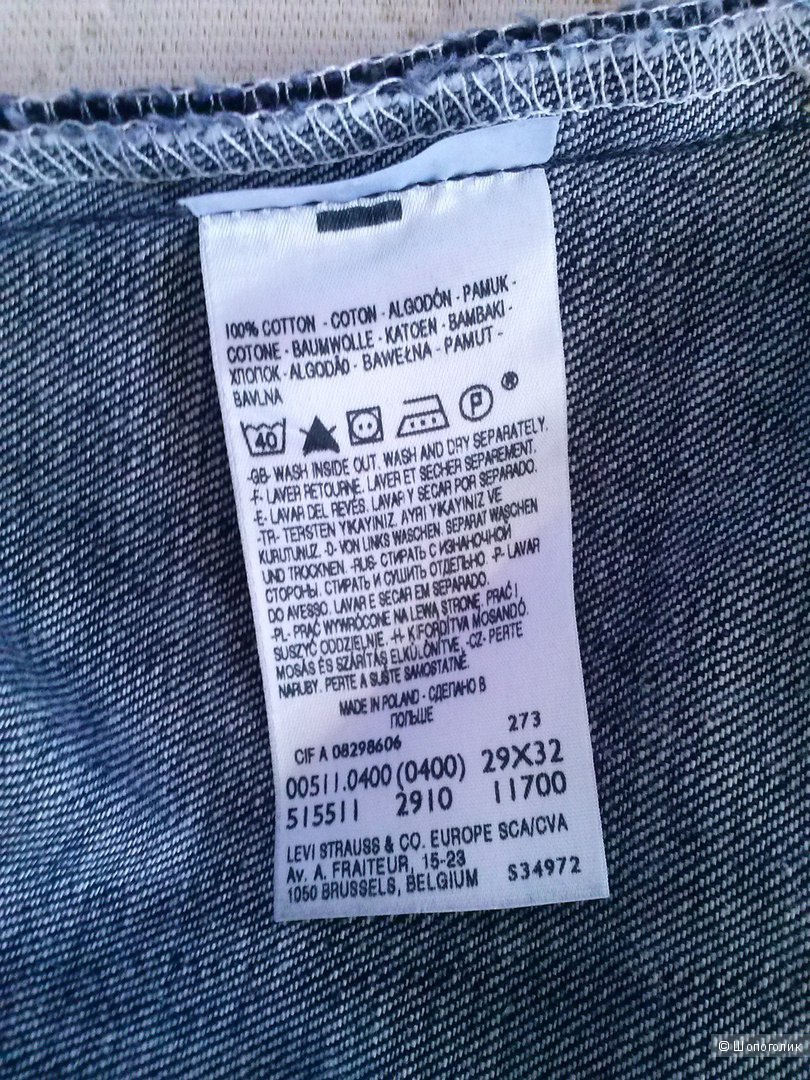 100% COTTON - COTON - ALGODÓN - PAMUK -
COTONE - BAUMWOLLE - KATOEN - BAMBAKI -
ХЛОПОК - ALGODÃO - BAWEŁNA - PAMUT -
BAVLNA
40 P ®
-GB- WASH INSIDE OUT. WASH AND DRY SEPARATELY.
-F- LAVER RETOURNE. LAVER ET SECHER SEPAREMENT.
-E- LAVAR DEL REVÉS. LAVAR Y SECAR POR SEPARADO.
-TR- TERSTEN YIKAYINIZ. AYRI YIKAYINIZ VE
KURUTUNUZ. -D- VON LINKS WASCHEN. SEPARAT WASCHEN
UND TROCKNEN. -RUS- СТИРАТЬ С ИЗНАНОЧНОЙ
СТОРОНЫ. СТИРАТЬ И СУШИТЬ ОТДЕЛЬНО. -P- LAVAR
DO AVESSO. LAVAR E SECAR EM SEPARADO.
-PL- PRAĆ WYWRÓCONE NA LEWĄ STRONĘ. PRAĆ I
SUSZYĆ ODDZIELNIE. -H- KIFORDÍTVA MOSANDÓ.
MOSÁS ÉS SZÁRÍTÁS ELKÜLÖNÍTVE. -CZ- PERTE
NARUBY. PERTE A SUŠTE SAMOSTATNĚ.
MADE IN POLAND - СДЕЛАНО В
ПОЛЬШЕ
273
CIF A 08298606
00511.0400 (0400) 29X32
515511 2910 11700
LEVI STRAUSS & CO. EUROPE SCA/CVA
Av. A. FRAITEUR, 15-23
1050 BRUSSELS, BELGIUM S34972
© Шопоголик